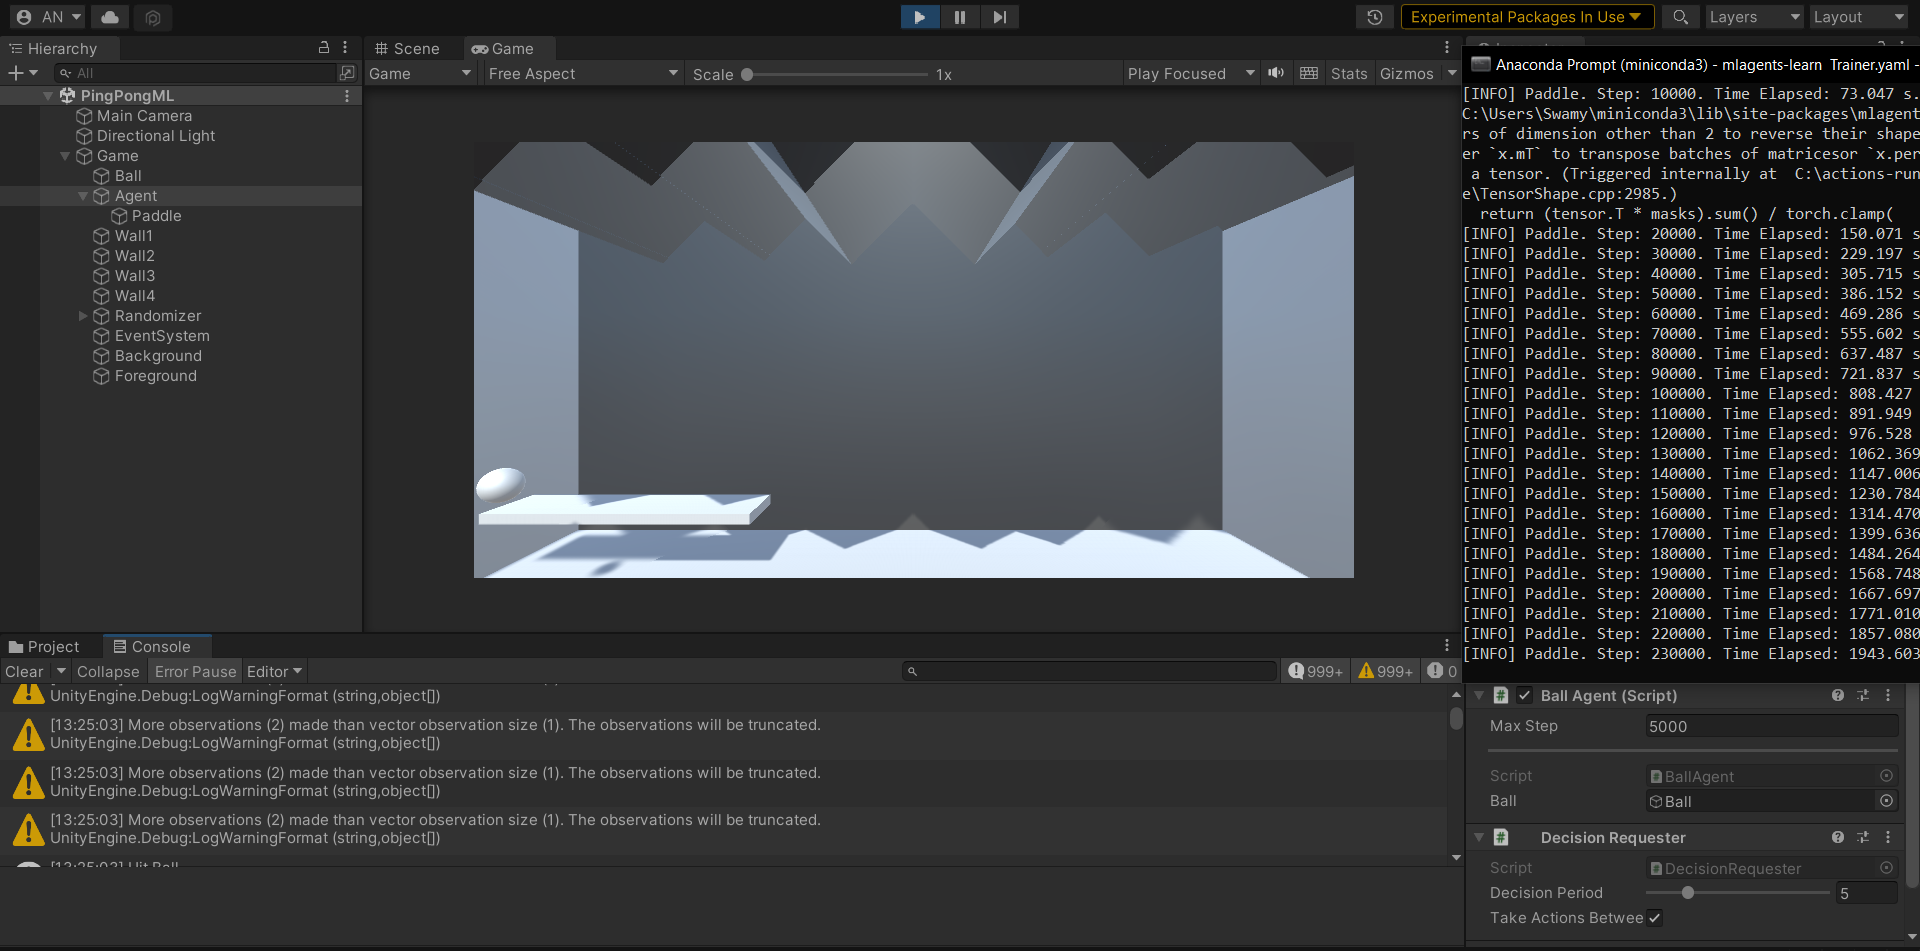 AN
Experimental Packages In Use
Layers
Layout
Hierarchy
All
PingPongML
Main Camera
Directional Light
Game
Ball
Agent
Paddle
Wall1
Wall2
Wall3
Wall4
Randomizer
EventSystem
Background
Foreground
Scene
Game
Game
Free Aspect
Scale
1x
Play Focused
Stats
Gizmos
Anaconda Prompt (miniconda3) - mlagents-learn Trainer.yaml -
[INFO] Paddle. Step: 10000. Time Elapsed: 73.047 s.
C:\Users\Swamy\miniconda3\lib\site-packages\mlagent
rs of dimension other than 2 to reverse their shape
er `x.mT` to transpose batches of matricesor `x.per
a tensor. (Triggered internally at  C:\actions-run
e\TensorShape.cpp:2985.)
return (tensor.T * masks).sum() / torch.clamp(
[INFO] Paddle. Step: 20000. Time Elapsed: 150.071 s
[INFO] Paddle. Step: 30000. Time Elapsed: 229.197 s
[INFO] Paddle. Step: 40000. Time Elapsed: 305.715 s
[INFO] Paddle. Step: 50000. Time Elapsed: 386.152 s
[INFO] Paddle. Step: 60000. Time Elapsed: 469.286 s
[INFO] Paddle. Step: 70000. Time Elapsed: 555.602 s
[INFO] Paddle. Step: 80000. Time Elapsed: 637.487 s
[INFO] Paddle. Step: 90000. Time Elapsed: 721.837 s
[INFO] Paddle. Step: 100000. Time Elapsed: 808.427
[INFO] Paddle. Step: 110000. Time Elapsed: 891.949
[INFO] Paddle. Step: 120000. Time Elapsed: 976.528
[INFO] Paddle. Step: 130000. Time Elapsed: 1062.369
[INFO] Paddle. Step: 140000. Time Elapsed: 1147.006
[INFO] Paddle. Step: 150000. Time Elapsed: 1230.784
[INFO] Paddle. Step: 160000. Time Elapsed: 1314.470
[INFO] Paddle. Step: 170000. Time Elapsed: 1399.636
[INFO] Paddle. Step: 180000. Time Elapsed: 1484.264
[INFO] Paddle. Step: 190000. Time Elapsed: 1568.748
[INFO] Paddle. Step: 200000. Time Elapsed: 1667.697
[INFO] Paddle. Step: 210000. Time Elapsed: 1771.010
[INFO] Paddle. Step: 220000. Time Elapsed: 1857.080
[INFO] Paddle. Step: 230000. Time Elapsed: 1943.603
Project
Console
Clear
Collapse
Error Pause
Editor
999+
999+
0
UnityEngine.Debug:LogWarningFormat (string,object[])
[13:25:03] More observations (2) made than vector observation size (1). The observations will be truncated.
UnityEngine.Debug:LogWarningFormat (string,object[])
[13:25:03] More observations (2) made than vector observation size (1). The observations will be truncated.
UnityEngine.Debug:LogWarningFormat (string,object[])
[13:25:03] More observations (2) made than vector observation size (1). The observations will be truncated.
UnityEngine.Debug:LogWarningFormat (string,object[])
[13:25:03] Hit Ball
Ball Agent (Script)
Max Step
5000
Script
BallAgent
Ball
Ball
Decision Requester
Script
DecisionRequester
Decision Period
5
Take Actions Betwee